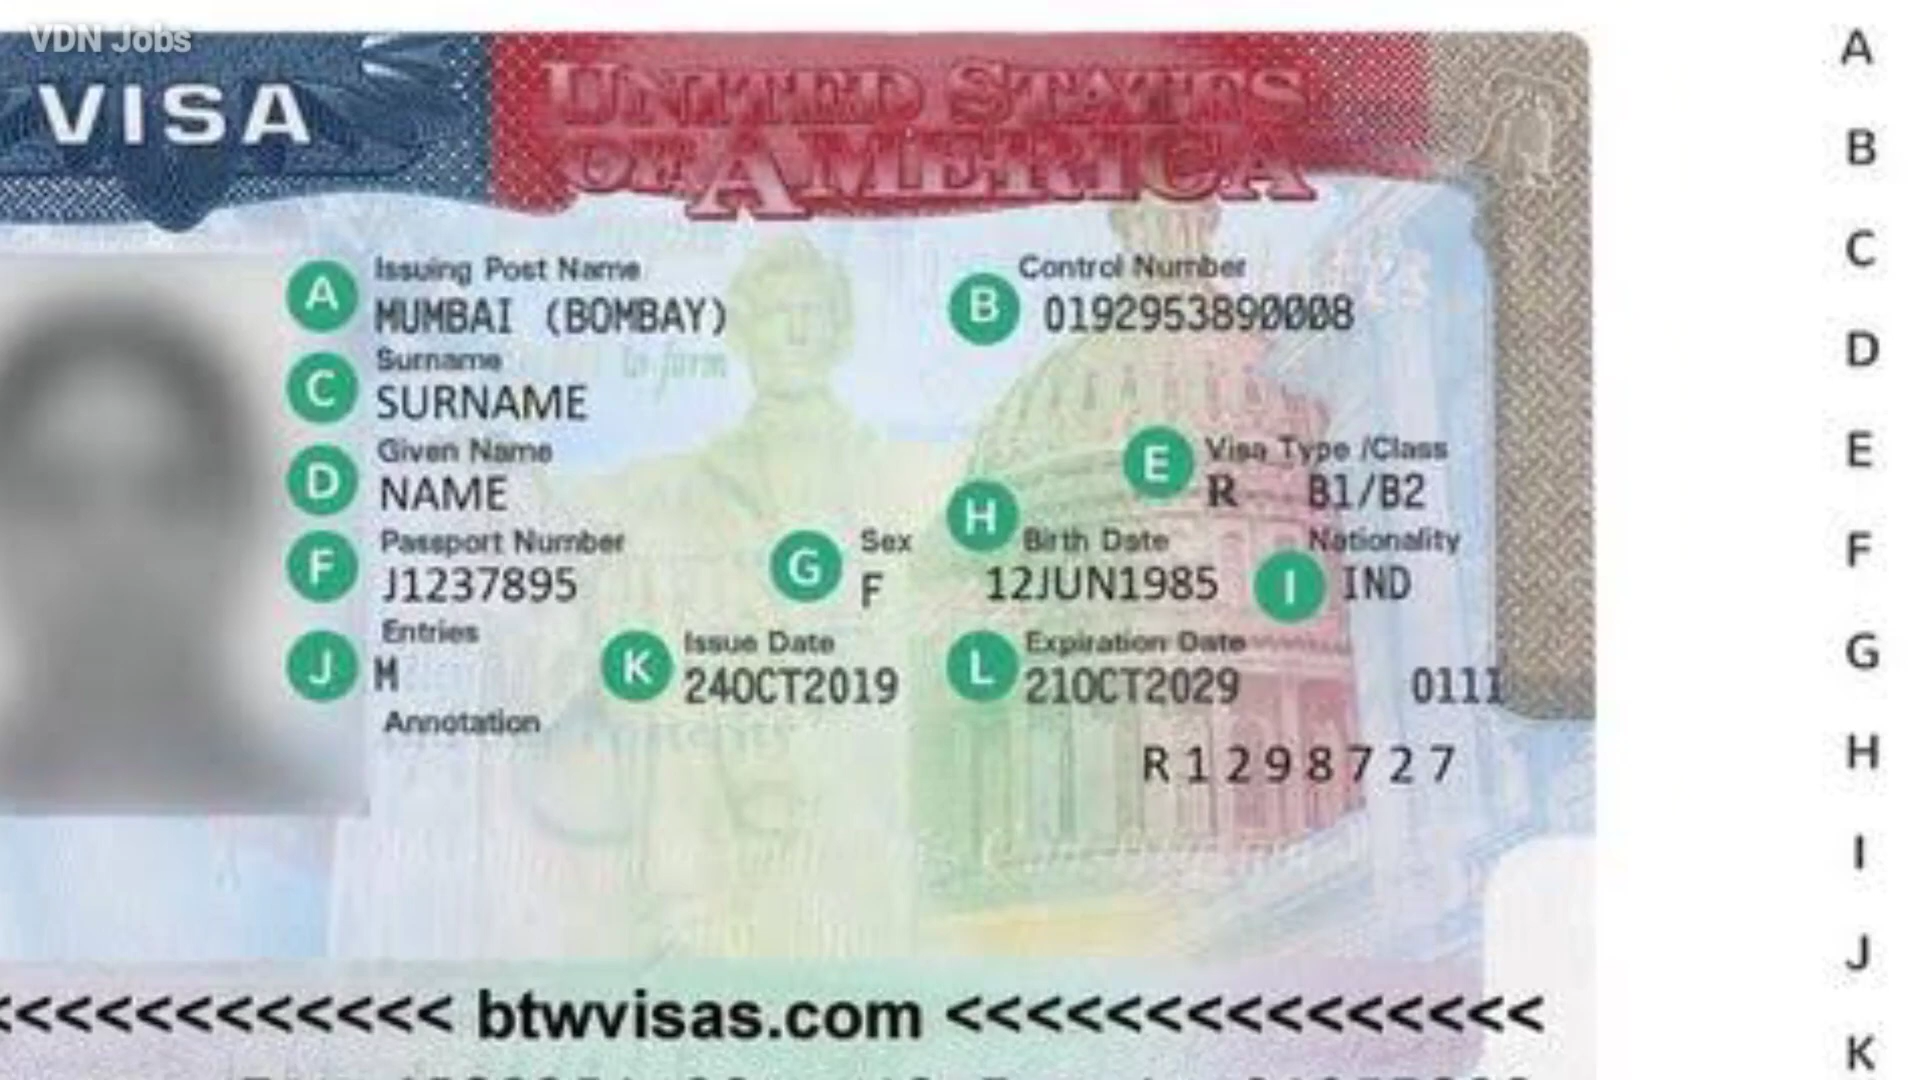 VDN Jobs
VISA
UNITED STATES
OF AMERICA
A Issuing Post Name
MUMBAI (BOMBAY)
B Control Number
0192953890008
C Surname
SURNAME
D Given Name
NAME
E Visa Type /Class
R B1/B2
F Passport Number
J1237895
G Sex
F
H Birth Date
12JUN1985
I Nationality
IND
J Entries
M
K Issue Date
24OCT2019
L Expiration Date
21OCT2029
0111
Annotation
R1298727
<<<<<<<<<<<< btwvisas.com <<<<<<<<<<<<<<<
A
B
C
D
E
F
G
H
I
J
K